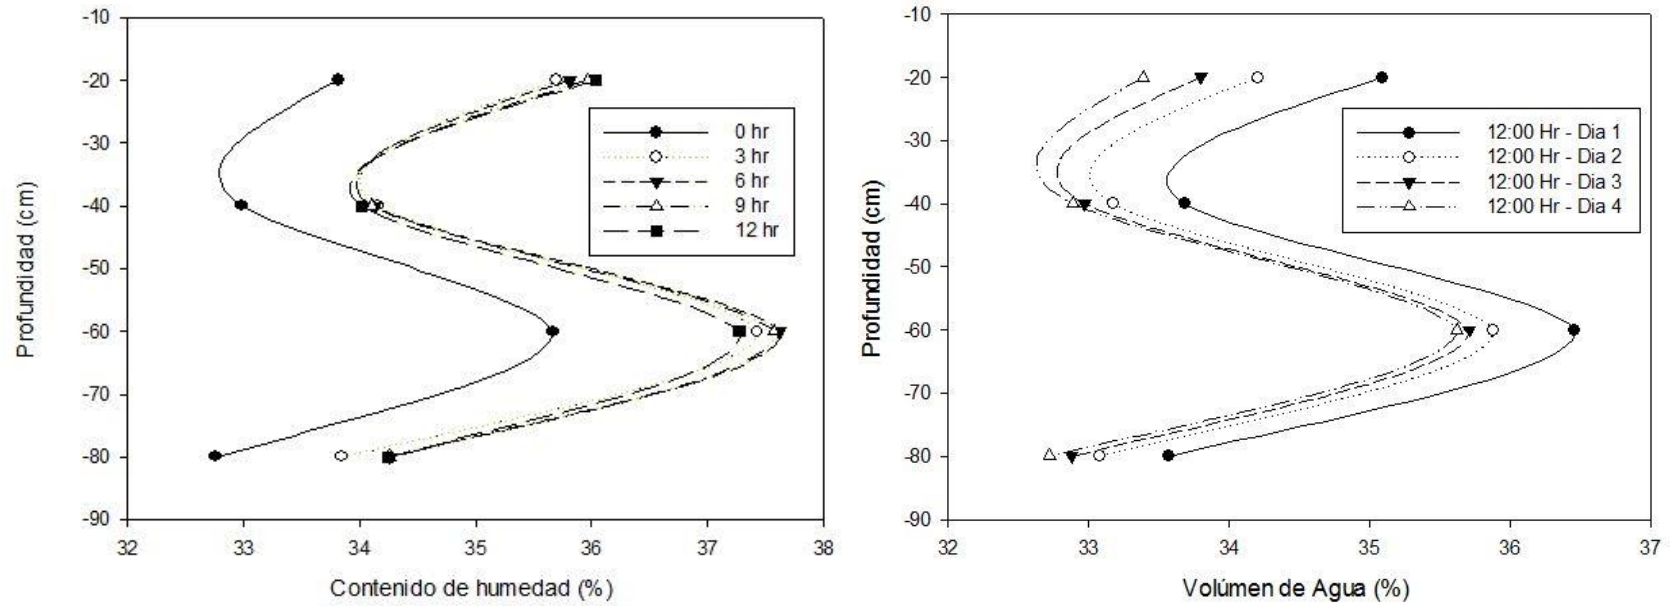 -10
-20
-30
-40
-50
-60
-70
-80
-90
32
33
34
35
36
37
38
Profundidad (cm)
Contenido de humedad (%)
0 hr
3 hr
6 hr
9 hr
12 hr
-10
-20
-30
-40
-50
-60
-70
-80
-90
32
33
34
35
36
37
Profundidad (cm)
Volúmen de Agua (%)
12:00 Hr - Dia 1
12:00 Hr - Dia 2
12:00 Hr - Dia 3
12:00 Hr - Dia 4